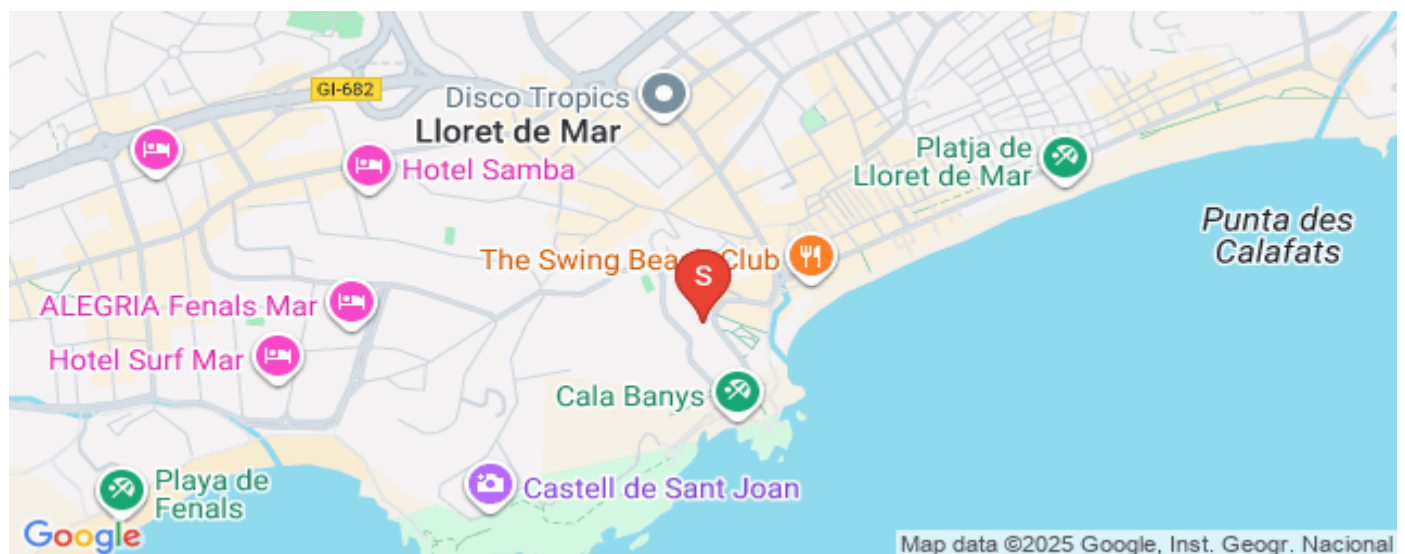 GI-682
Disco Tropics
Lloret de Mar
Hotel Samba
Platja de
Lloret de Mar
Punta des
Calafats
The Swing Beach Club
S
ALEGRIA Fenals Mar
Hotel Surf Mar
Cala Banys
Castell de Sant Joan
Playa de
Fenals
Google
Map data ©2025 Google, Inst. Geogr. Nacional